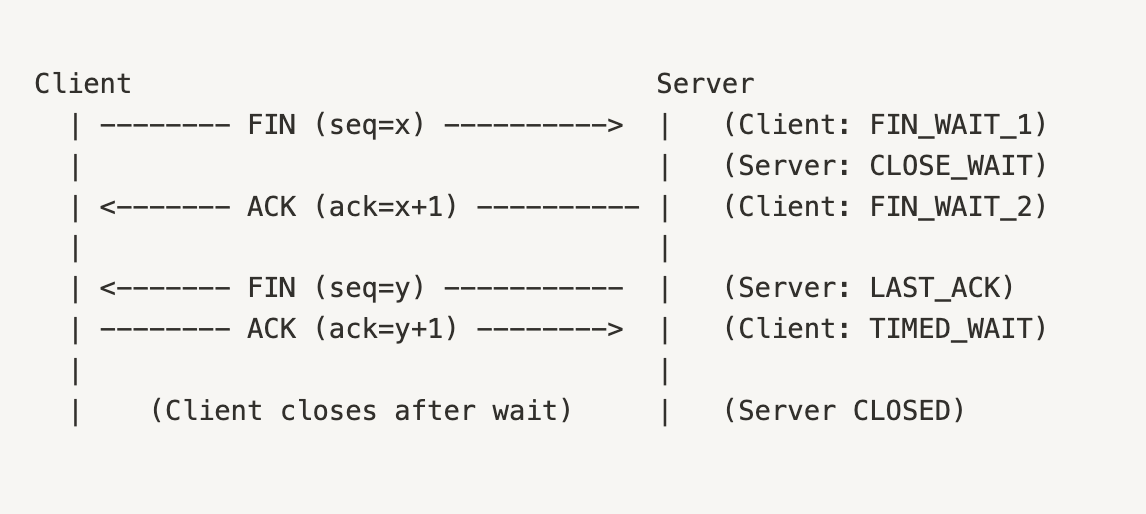 Client                                Server
  | -------- FIN (seq=x) ---------->  |   (Client: FIN_WAIT_1)
  |                                   |   (Server: CLOSE_WAIT)
  | <------- ACK (ack=x+1) ---------- |   (Client: FIN_WAIT_2)
  |                                   |
  | <------- FIN (seq=y) -----------  |   (Server: LAST_ACK)
  | -------- ACK (ack=y+1) -------->  |   (Client: TIMED_WAIT)
  |                                   |
  |    (Client closes after wait)     |   (Server CLOSED)